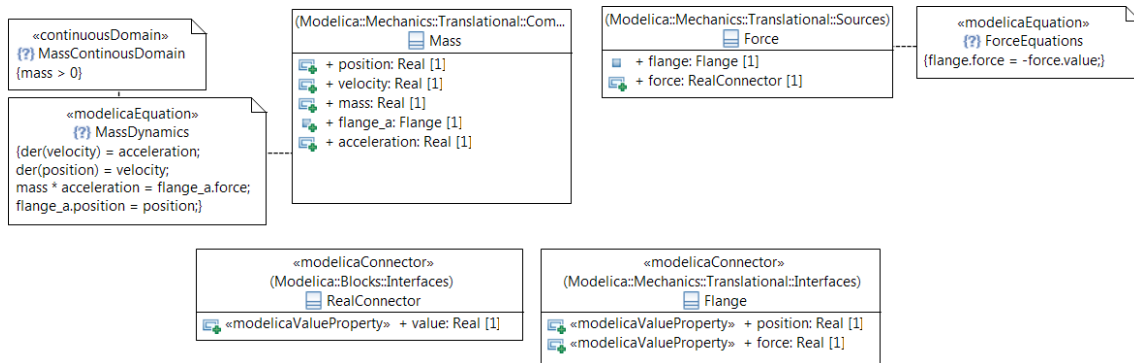 «continuousDomain»
{?} MassContinousDomain
{mass > 0}
«modelicaEquation»
{?} MassDynamics
{der(velocity) = acceleration;
der(position) = velocity;
mass * acceleration = flange_a.force;
flange_a.position = position;}
(Modelica::Mechanics::Translational::Com...
Mass
+ position: Real [1]
+ velocity: Real [1]
+ mass: Real [1]
+ flange_a: Flange [1]
+ acceleration: Real [1]
(Modelica::Mechanics::Translational::Sources)
Force
+ flange: Flange [1]
+ force: RealConnector [1]
«modelicaEquation»
{?} ForceEquations
{flange.force = -force.value;}
«modelicaConnector»
(Modelica::Blocks::Interfaces)
RealConnector
«modelicaValueProperty» + value: Real [1]
«modelicaConnector»
(Modelica::Mechanics::Translational::Interfaces)
Flange
«modelicaValueProperty» + position: Real [1]
«modelicaValueProperty» + force: Real [1]